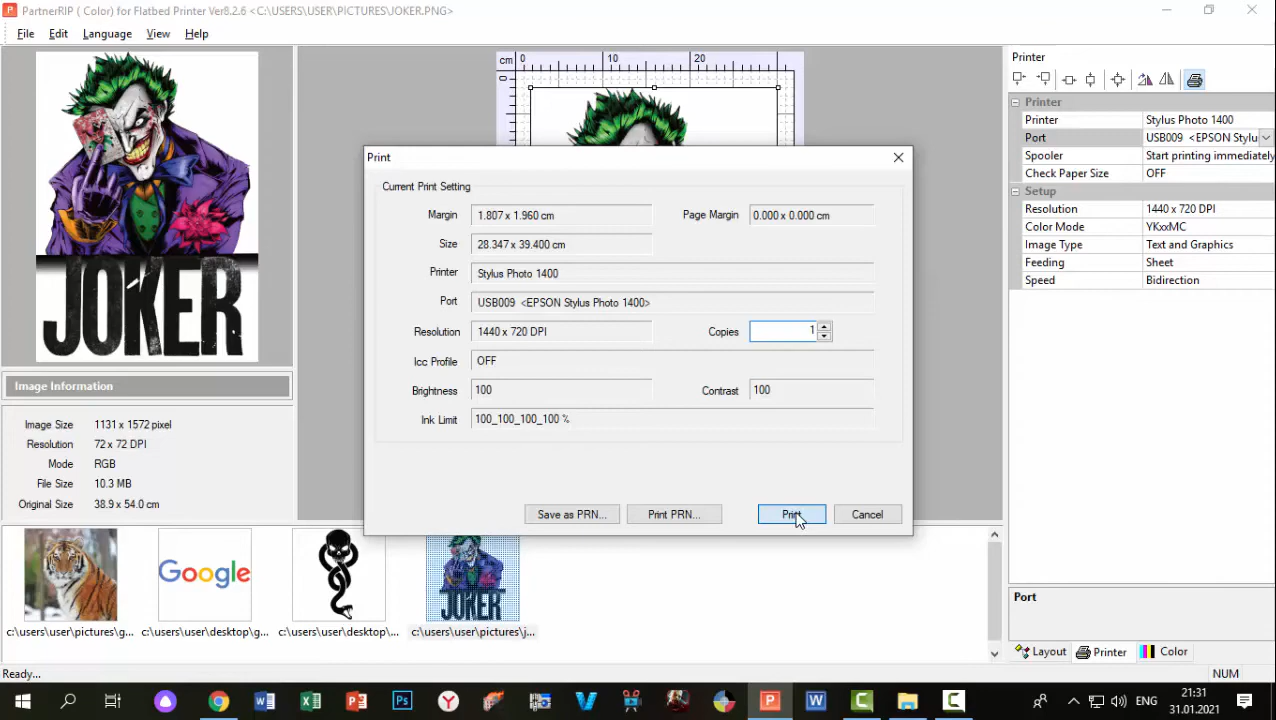 PartnerRIP ( Color) for Flatbed Printer Ver8.2.6 <C:\USERS\USER\PICTURES\JOKER.PNG>
File Edit Language View Help
JOKER
Image Information
Image Size 1131 x 1572 pixel
Resolution 72 x 72 DPI
Mode RGB
File Size 10.3 MB
Original Size 38.9 x 54.0 cm
cm 0 10 20
0
Print
Current Print Setting
Margin 1.807 x 1.960 cm Page Margin 0.000 x 0.000 cm
Size 28.347 x 39.400 cm
Printer Stylus Photo 1400
Port USB009 <EPSON Stylus Photo 1400>
Resolution 1440 x 720 DPI Copies 1
Icc Profile OFF
Brightness 100 Contrast 100
Ink Limit 100_100_100_100 %
Save as PRN... Print PRN... Print Cancel
Printer
Printer
Printer Stylus Photo 1400
Port USB009 <EPSON Stylu
Spooler Start printing immediately
Check Paper Size OFF
Setup
Resolution 1440 x 720 DPI
Color Mode YKxxMC
Image Type Text and Graphics
Feeding Sheet
Speed Bidirection
Port
Layout Printer Color
Google
JOKER
c:\users\user\pictures\g... c:\users\user\desktop\g... c:\users\user\desktop\... c:\users\user\pictures\j...
Ready... NUM
ENG
21:31
31.01.2021